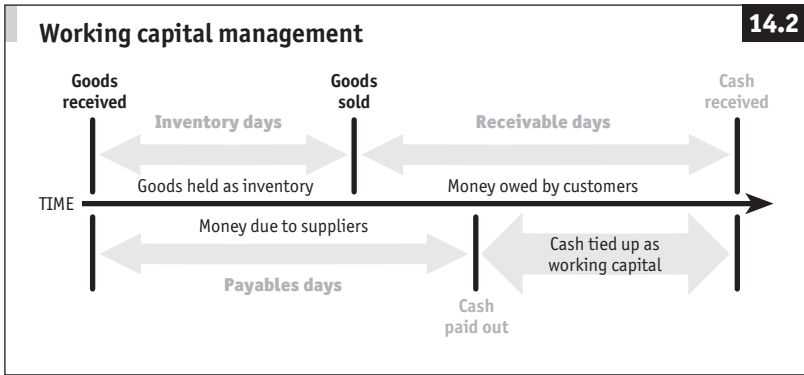 Working capital management
14.2
Goods
received
Goods
sold
Cash
received
Inventory days
Receivable days
Goods held as inventory
Money owed by customers
TIME
Money due to suppliers
Cash tied up as
working capital
Payables days
Cash
paid out